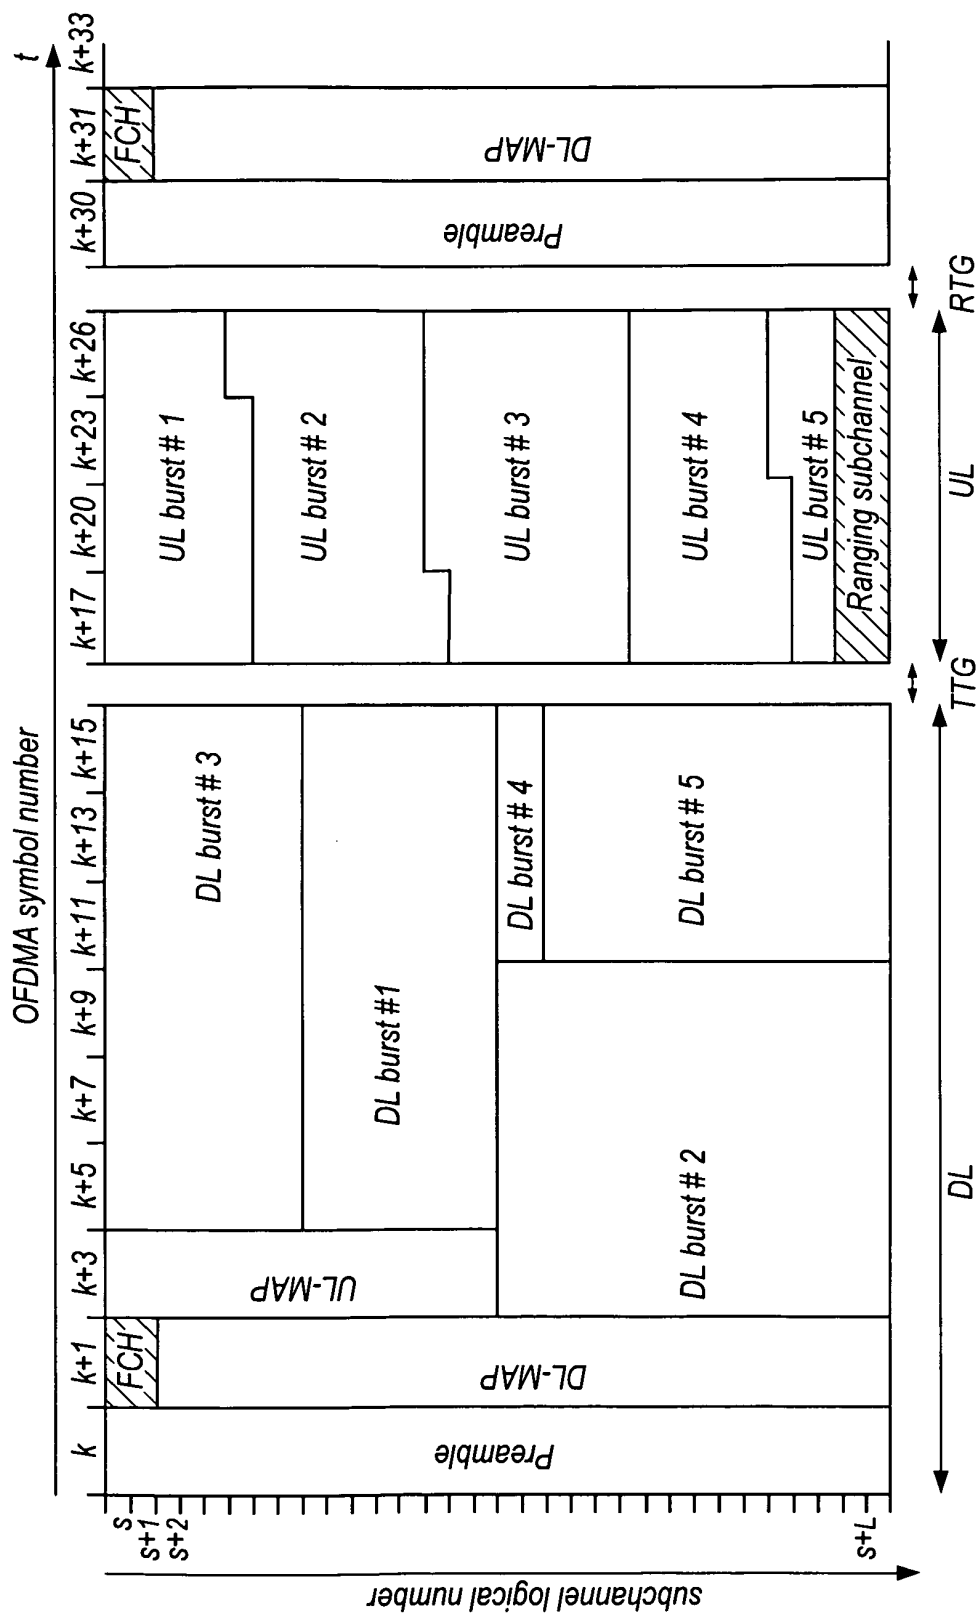 OFDMA symbol number
t
k
k+1
k+3
k+5
k+7
k+9
k+11
k+13
k+15
k+17
k+20
k+23
k+26
k+30
k+31
k+33
subchannel logical number
s
s+1
s+2
s+L
Preamble
FCH
DL-MAP
UL-MAP
DL burst # 3
DL burst #1
DL burst # 2
DL burst # 4
DL burst # 5
UL burst # 1
UL burst # 2
UL burst # 3
UL burst # 4
UL burst # 5
Ranging subchannel
Preamble
FCH
DL-MAP
DL
TTG
UL
RTG